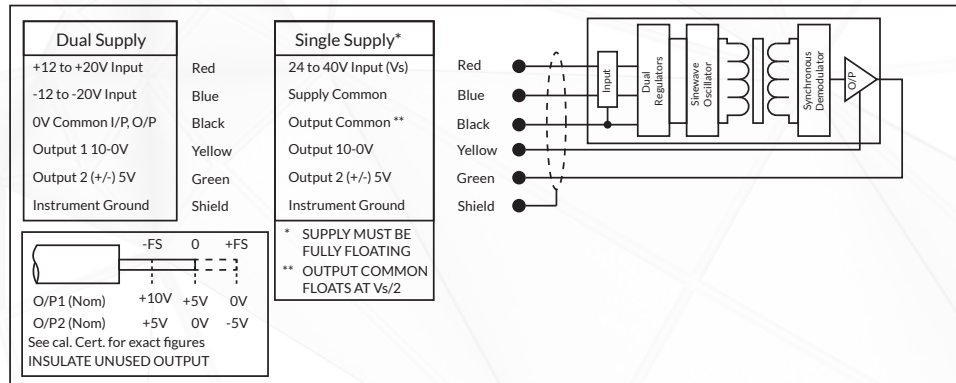 Dual Supply
+12 to +20V Input
-12 to -20V Input
0V Common I/P, O/P
Output 1 10-0V
Output 2 (+/-) 5V
Instrument Ground
Red
Blue
Black
Yellow
Green
Shield
Single Supply*
24 to 40V Input (Vs)
Supply Common
Output Common **
Output 10-0V
Output 2 (+/-) 5V
Instrument Ground
* SUPPLY MUST BE
FULLY FLOATING
** OUTPUT COMMON
FLOATS AT Vs/2
Red
Blue
Black
Yellow
Green
Shield
Input
Dual
Regulators
Sinewave
Oscillator
Synchronous
Demodulator
O/P
-FS 0 +FS
O/P1 (Nom) +10V +5V 0V
O/P2 (Nom) +5V 0V -5V
See cal. Cert. for exact figures
INSULATE UNUSED OUTPUT